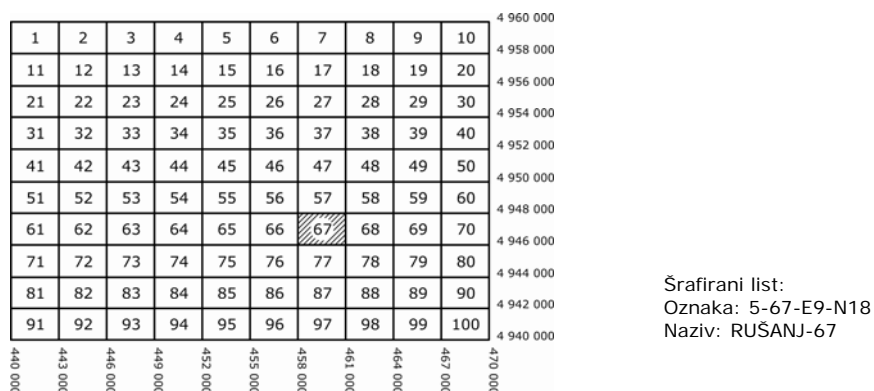 4 960 000
1 2 3 4 5 6 7 8 9 10
4 958 000
11 12 13 14 15 16 17 18 19 20
4 956 000
21 22 23 24 25 26 27 28 29 30
4 954 000
31 32 33 34 35 36 37 38 39 40
4 952 000
41 42 43 44 45 46 47 48 49 50
4 950 000
51 52 53 54 55 56 57 58 59 60
4 948 000
61 62 63 64 65 66 67 68 69 70
4 946 000
71 72 73 74 75 76 77 78 79 80
4 944 000
81 82 83 84 85 86 87 88 89 90
4 942 000
91 92 93 94 95 96 97 98 99 100
4 940 000
440 000 443 000 446 000 449 000 452 000 455 000 458 000 461 000 464 000 467 000 470 000
Šrafirani list:
Oznaka: 5-67-E9-N18
Naziv: RUŠANJ-67